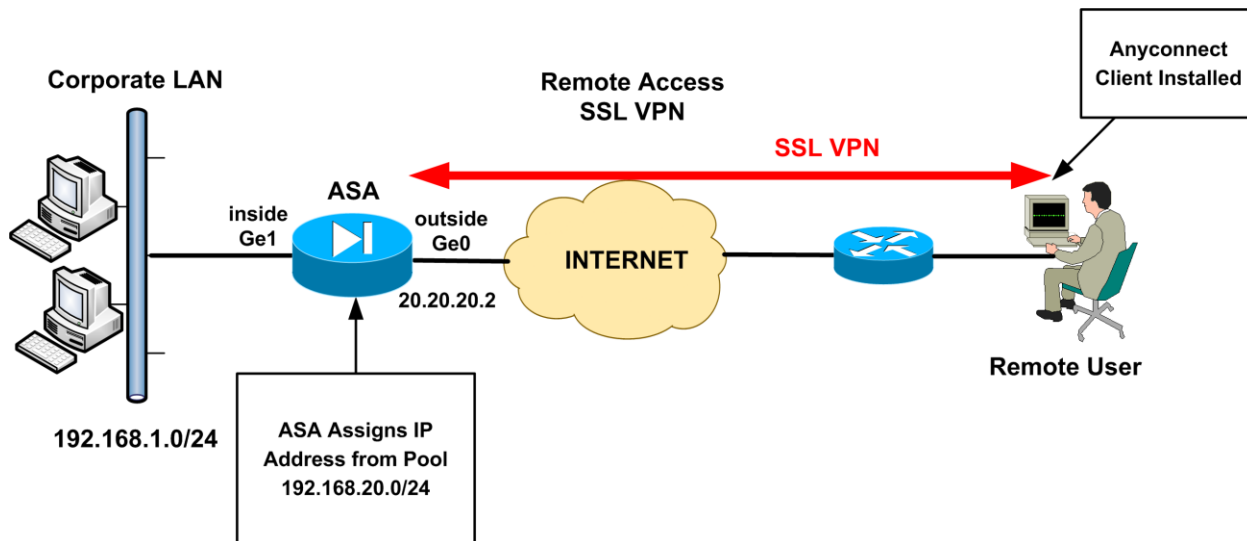 Anyconnect
Client Installed
Corporate LAN
Remote Access
SSL VPN
SSL VPN
ASA
inside
Ge1
outside
Ge0
INTERNET
20.20.20.2
Remote User
192.168.1.0/24
ASA Assigns IP
Address from Pool
192.168.20.0/24